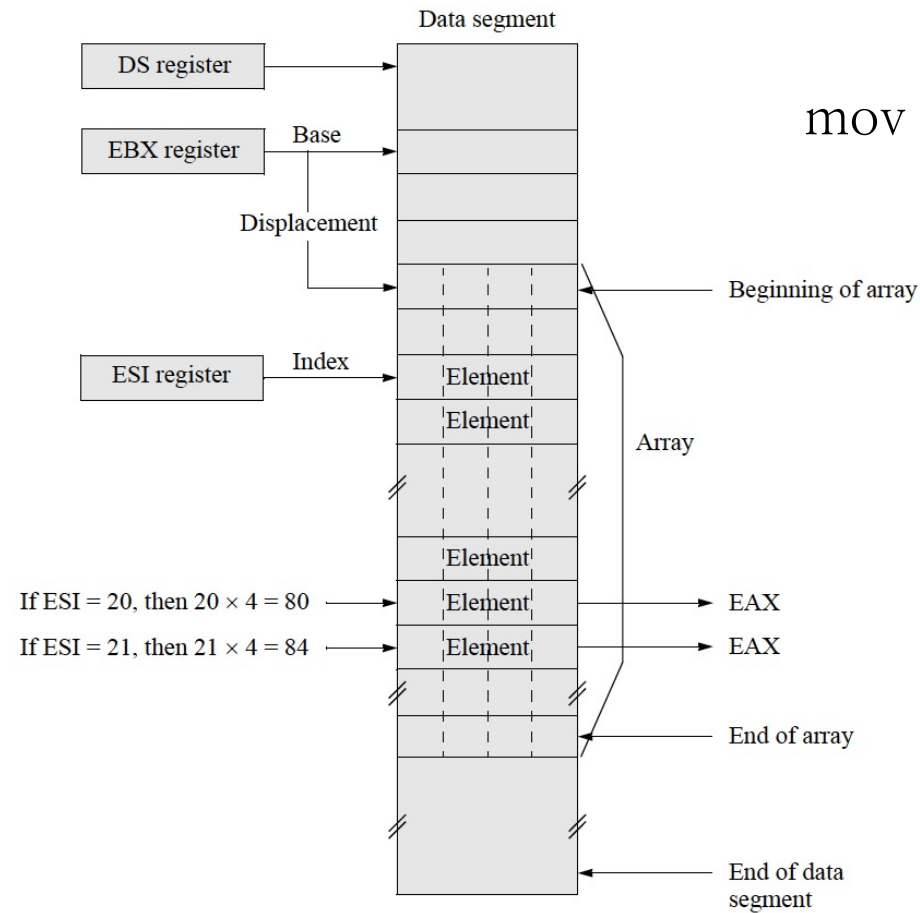 Data segment
DS register
mov
EBX register
Base
Displacement
Beginning of array
ESI register
Index
Element
Element
Array
Element
If ESI = 20, then 20 × 4 = 80
Element
EAX
If ESI = 21, then 21 × 4 = 84
Element
EAX
End of array
End of data
segment